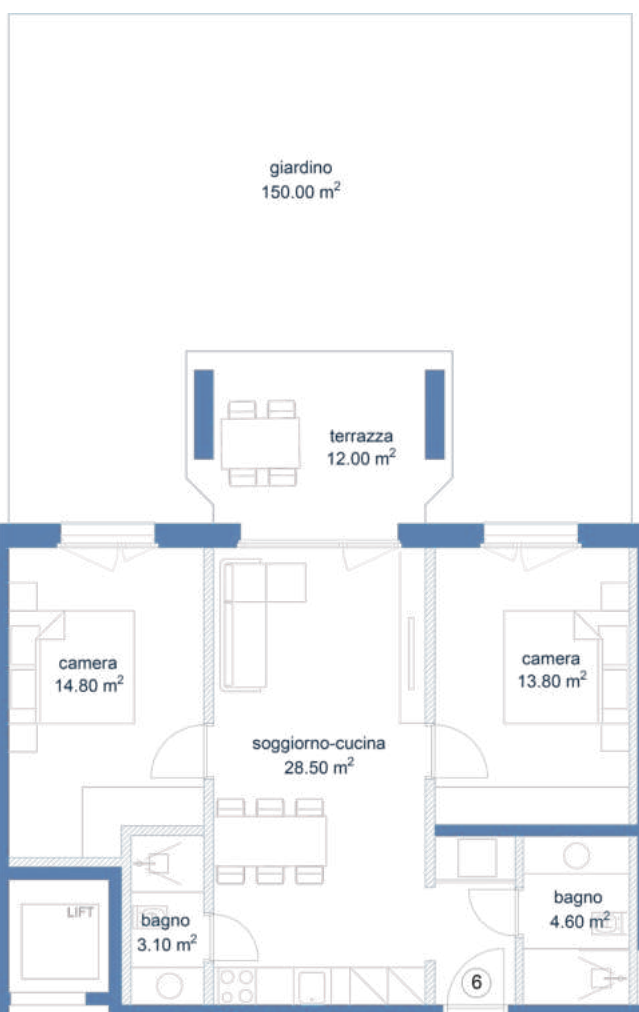 giardino
150.00 m²
terrazza
12.00 m²
camera
14.80 m²
camera
13.80 m²
soggiorno-cucina
28.50 m²
bagno
4.60 m²
LIFT
bagno
3.10 m²
6